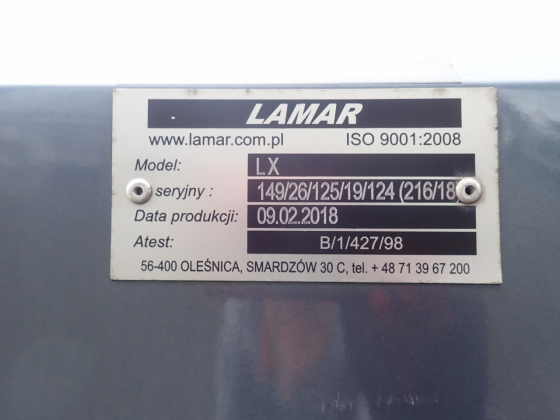 LAMAR
www.lamar.com.pl ISO 9001:2008
Model: LX
seryjny : 149/26/125/19/124 (216/18
Data produkcji: 09.02.2018
Atest: B/1/427/98
56-400 OLEŚNICA, SMARDZÓW 30 C, tel. + 48 71 39 67 200